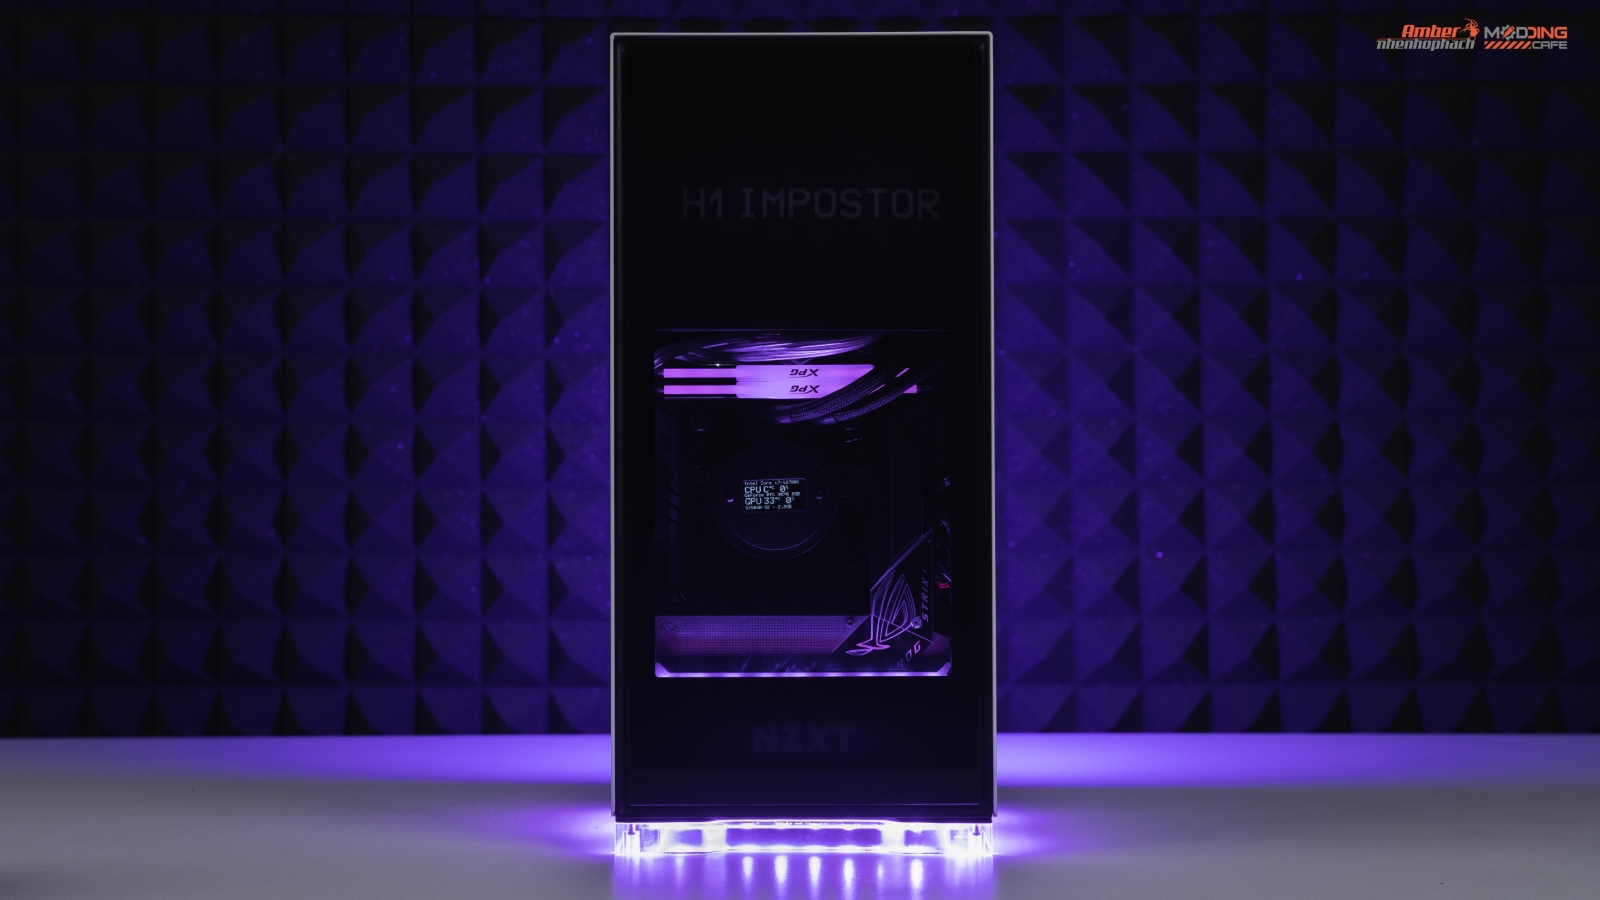 Amber MODDING
nhenhophach .CAFE
H1 IMPOSTOR
XPG
XPG
Intel Core i7-12700K
CPU C°C 0%
GeForce RTX 3070 8GB
GPU 33°C 0%
STRIX
ROG
NZXT